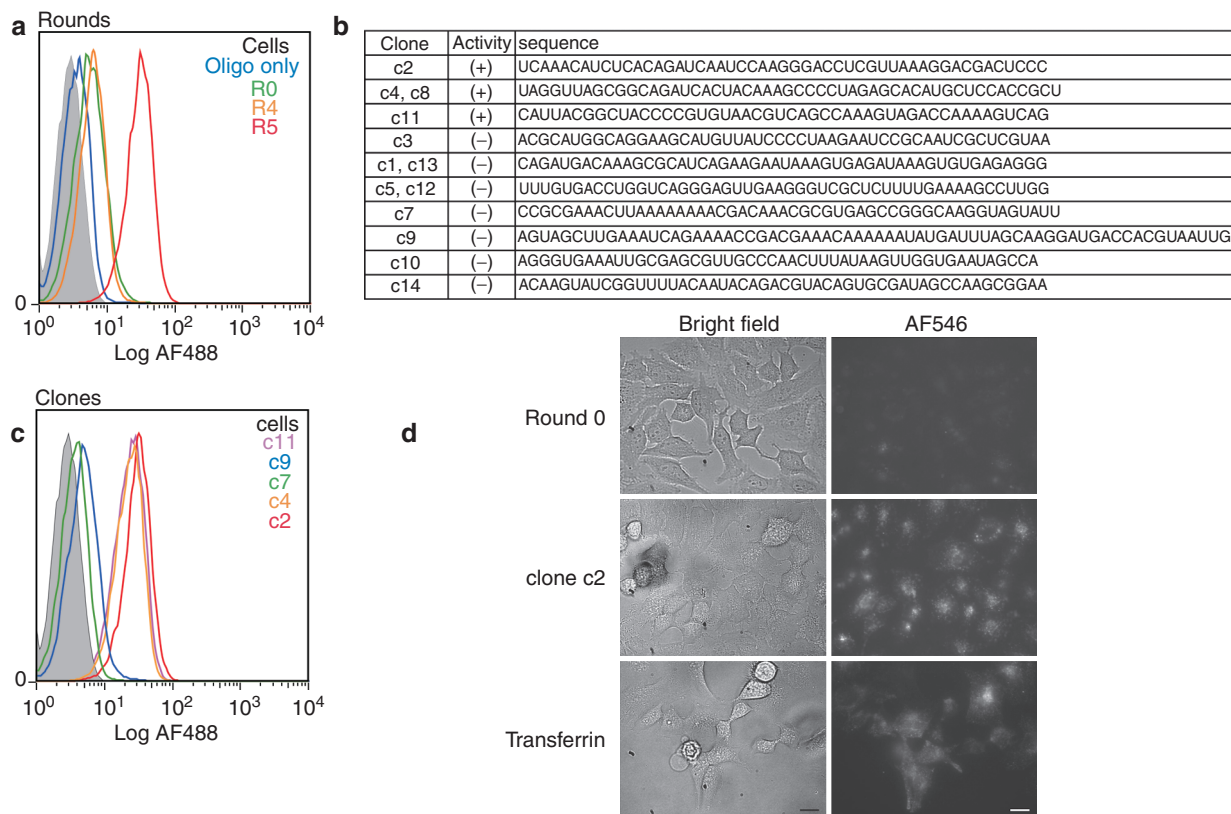 a
Rounds
Cells
Oligo only
R0
R4
R5
0
10^0 10^1 10^2 10^3 10^4
Log AF488
b
Clone Activity sequence
c2 (+) UCAAACAUCUCACAGAUCAAUCCAAGGGACCUCGUUAAAGGACGACUCCC
c4, c8 (+) UAGGUUAGCGGCAGAUCACUACAAAGCCCCUAGAGCACAUGCUCCACCGCU
c11 (+) CAUUACGGCUACCCCGUGUAACGUCAGCCAAAGUAGACCAAAAGUCAG
c3 (−) ACGCAUGGCAGGAAGCAUGUUAUCCCCUAAGAAUCCGCAAUCGCUCGUAA
c1, c13 (−) CAGAUGACAAAGCGCAUCAGAAGAAUAAAGUGAGAUAAAGUGUGAGAGGG
c5, c12 (−) UUUGUGACCUGGUCAGGGAGUUGAAGGGUCGCUCUUUUGAAAAGCCUUGG
c7 (−) CCGCGAAACUUAAAAAAAACGACAAACGCGUGAGCCGGGCAAGGUAGUAUU
c9 (−) AGUAGCUUGAAAUCAGAAAACCGACGAAACAAAAAAUAUGAUUUAGCAAGGAUGACCACGUAAUUG
c10 (−) AGGGUGAAAUUGCGAGCGUUGCCCAACUUUAUAAGUUGGUGAAUAGCCA
c14 (−) ACAAGUAUCGGUUUUACAAUACAGACGUACAGUGCGAUAGCCAAGCGGAA
c
Clones
cells
c11
c9
c7
c4
c2
0
10^0 10^1 10^2 10^3 10^4
Log AF488
d
Bright field AF546
Round 0
clone c2
Transferrin